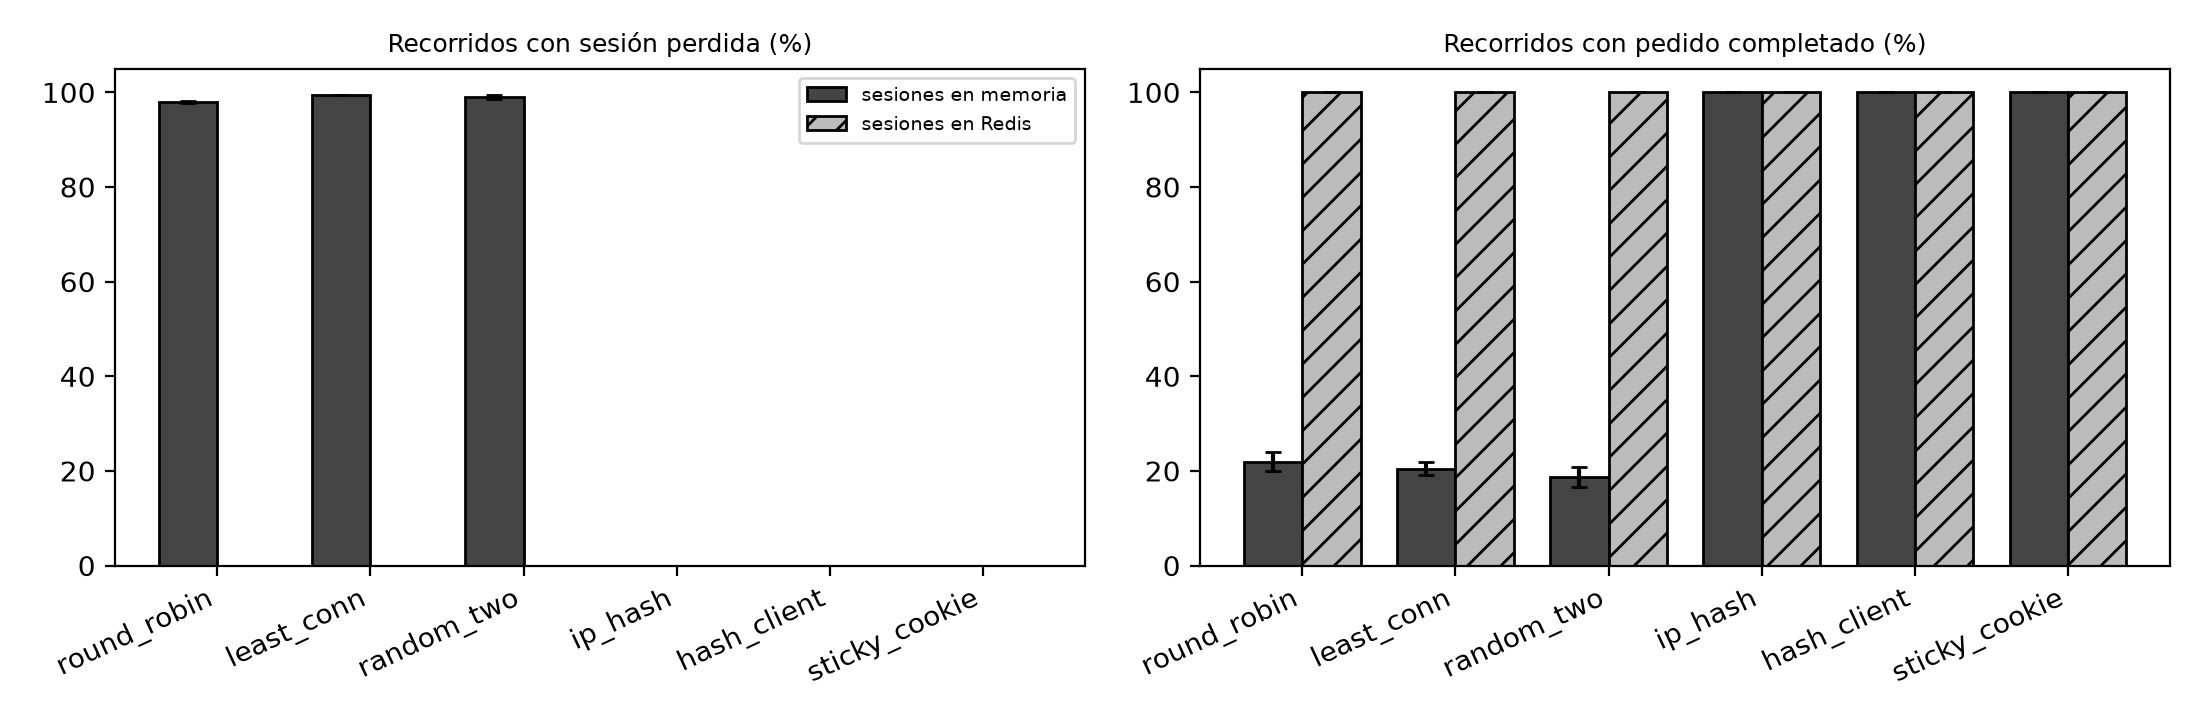 Recorridos con sesión perdida (%)
100
80
60
40
20
0
sesiones en memoria
sesiones en Redis
round_robin
least_conn
random_two
ip_hash
hash_client
sticky_cookie
Recorridos con pedido completado (%)
100
80
60
40
20
0
round_robin
least_conn
random_two
ip_hash
hash_client
sticky_cookie